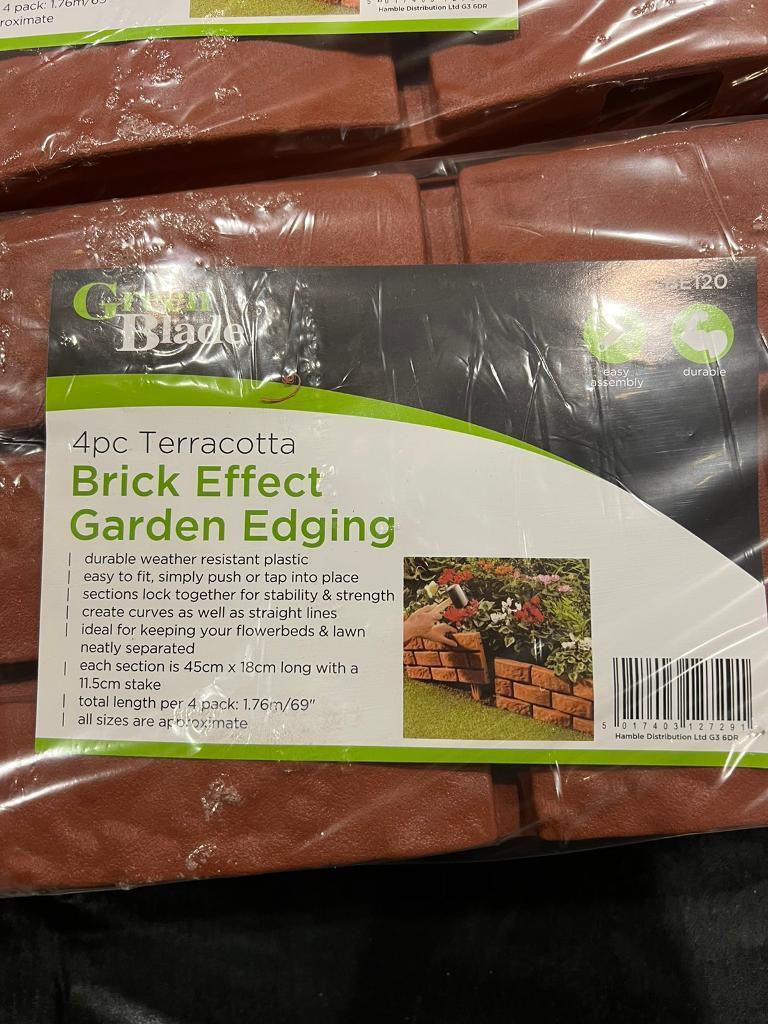 4 pack: 1.76m/69
roximate
5 017403 127291
Hamble Distribution Ltd G3 6DR
Green
Blade
BE120
easy
assembly
durable
4pc Terracotta
Brick Effect
Garden Edging
| durable weather resistant plastic
| easy to fit, simply push or tap into place
| sections lock together for stability & strength
| create curves as well as straight lines
| ideal for keeping your flowerbeds & lawn
neatly separated
| each section is 45cm x 18cm long with a
11.5cm stake
| total length per 4 pack: 1.76m/69"
| all sizes are approximate
5 017403 127291
Hamble Distribution Ltd G3 6DR